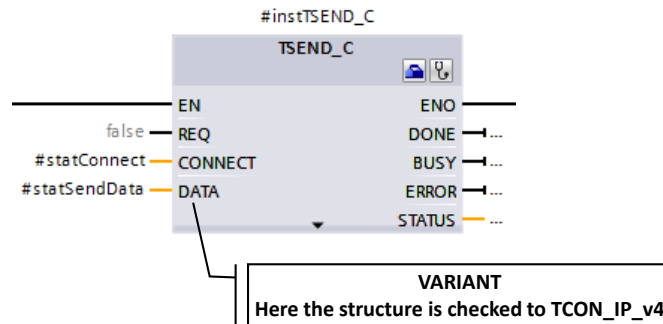 #instTSEND_C
TSEND_C
EN ENO
false REQ DONE ...
#statConnect CONNECT BUSY ...
#statSendData DATA ERROR ...
STATUS ...
VARIANT
Here the structure is checked to TCON_IP_v4